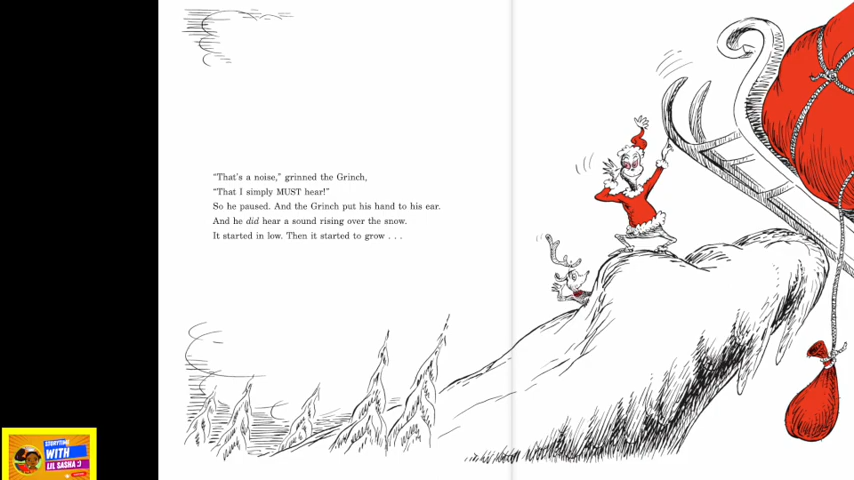 "That's a noise," grinned the Grinch,
"That I simply MUST hear!"
So he paused. And the Grinch put his hand to his ear.
And he did hear a sound rising over the snow.
It started in low. Then it started to grow . . .
STORYTIME
WITH
LIL SASHA :)